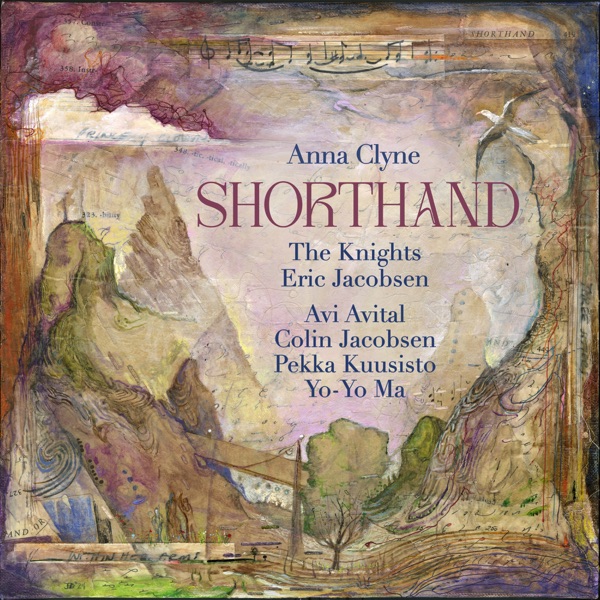 SHORTHAND
Anna Clyne
SHORTHAND
The Knights
Eric Jacobsen
Avi Avital
Colin Jacobsen
Pekka Kuusisto
Yo-Yo Ma